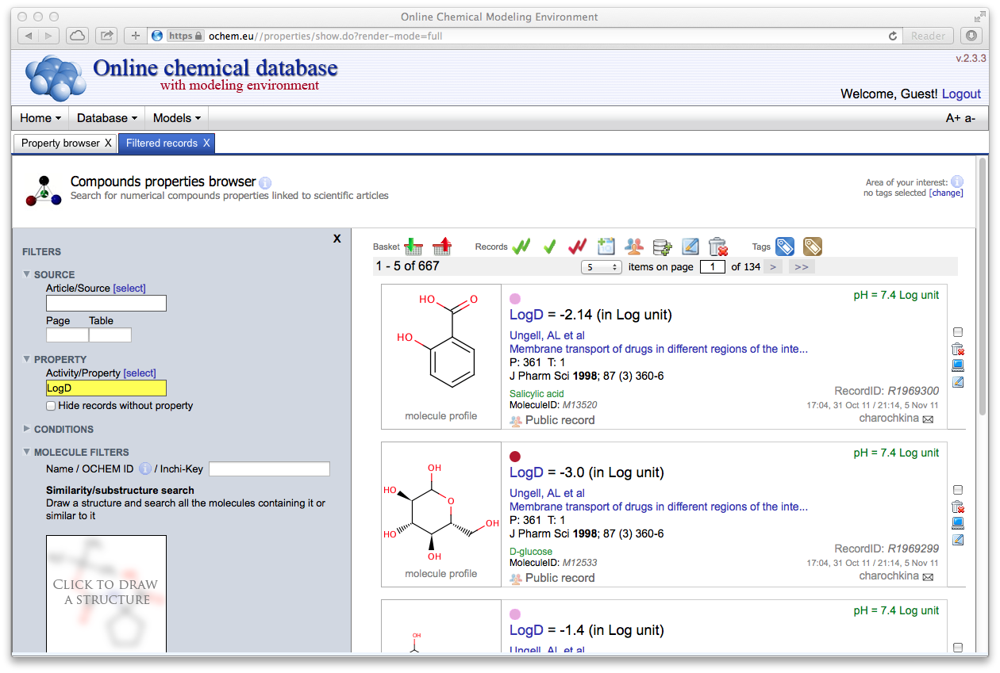 Online Chemical Modeling Environment
https ochem.eu//properties/show.do?render-mode=full
Reader
v.2.3.3
Online chemical database
with modeling environment
Welcome, Guest! Logout
Home Database Models
A+ a-
Property browser X Filtered records X
Compounds properties browser i
Search for numerical compounds properties linked to scientific articles
Area of your interest: i
no tags selected [change]
X
FILTERS
SOURCE
Article/Source [select]
Page Table
PROPERTY
Activity/Property [select]
LogD
Hide records without property
CONDITIONS
MOLECULE FILTERS
Name / OCHEM ID i / Inchi-Key
Similarity/substructure search
Draw a structure and search all the molecules containing it or
similar to it
CLICK TO DRAW
A STRUCTURE
Basket Records Tags
1 - 5 of 667
5 items on page 1 of 134 > >>
HO O
HO
molecule profile
pH = 7.4 Log unit
LogD = -2.14 (in Log unit)
Ungell, AL et al
Membrane transport of drugs in different regions of the inte...
P: 361 T: 1
J Pharm Sci 1998; 87 (3) 360-6
Salicylic acid
MoleculeID: M13520
Public record
RecordID: R1969300
17:04, 31 Oct 11 / 21:14, 5 Nov 11
charochkina
OH
HO O
HO OH
OH
molecule profile
pH = 7.4 Log unit
LogD = -3.0 (in Log unit)
Ungell, AL et al
Membrane transport of drugs in different regions of the inte...
P: 361 T: 1
J Pharm Sci 1998; 87 (3) 360-6
D-glucose
MoleculeID: M12533
Public record
RecordID: R1969299
17:04, 31 Oct 11 / 21:14, 5 Nov 11
charochkina
OH
pH = 7.4 Log unit
LogD = -1.4 (in Log unit)
Ungell, AL et al